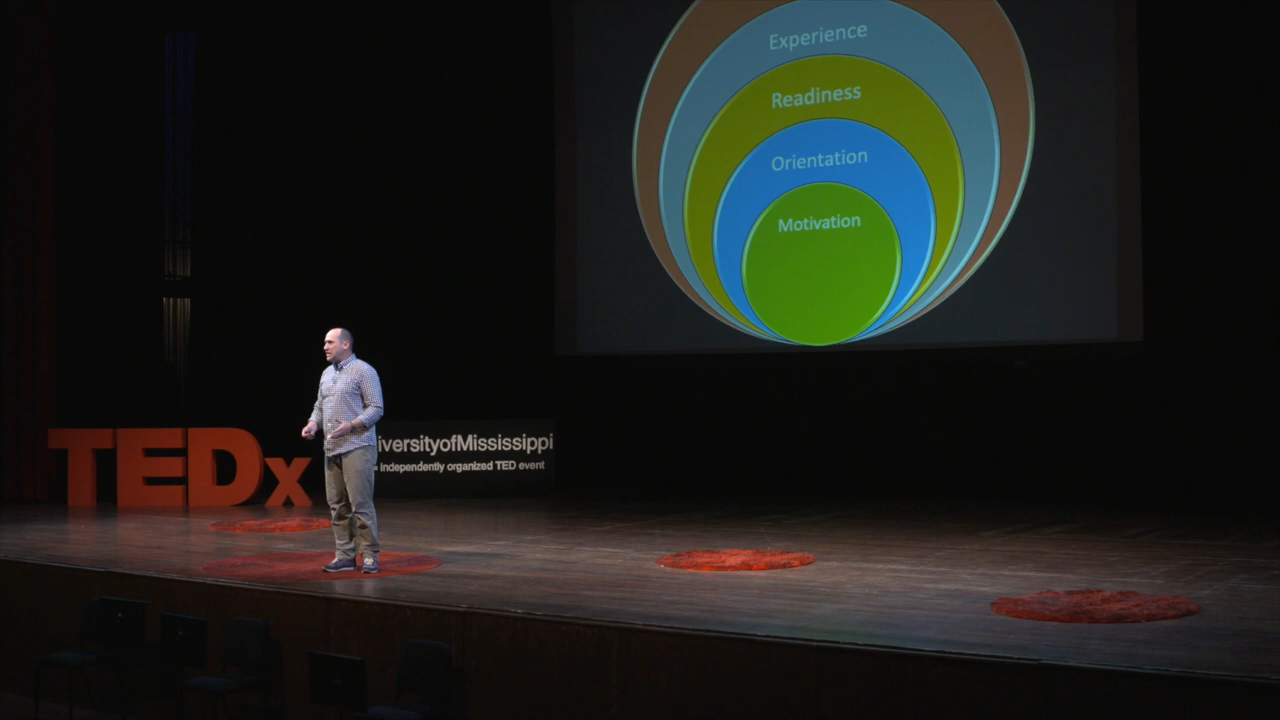 Experience
Readiness
Orientation
Motivation
TEDx
iversityofMississippi
independently organized TED event